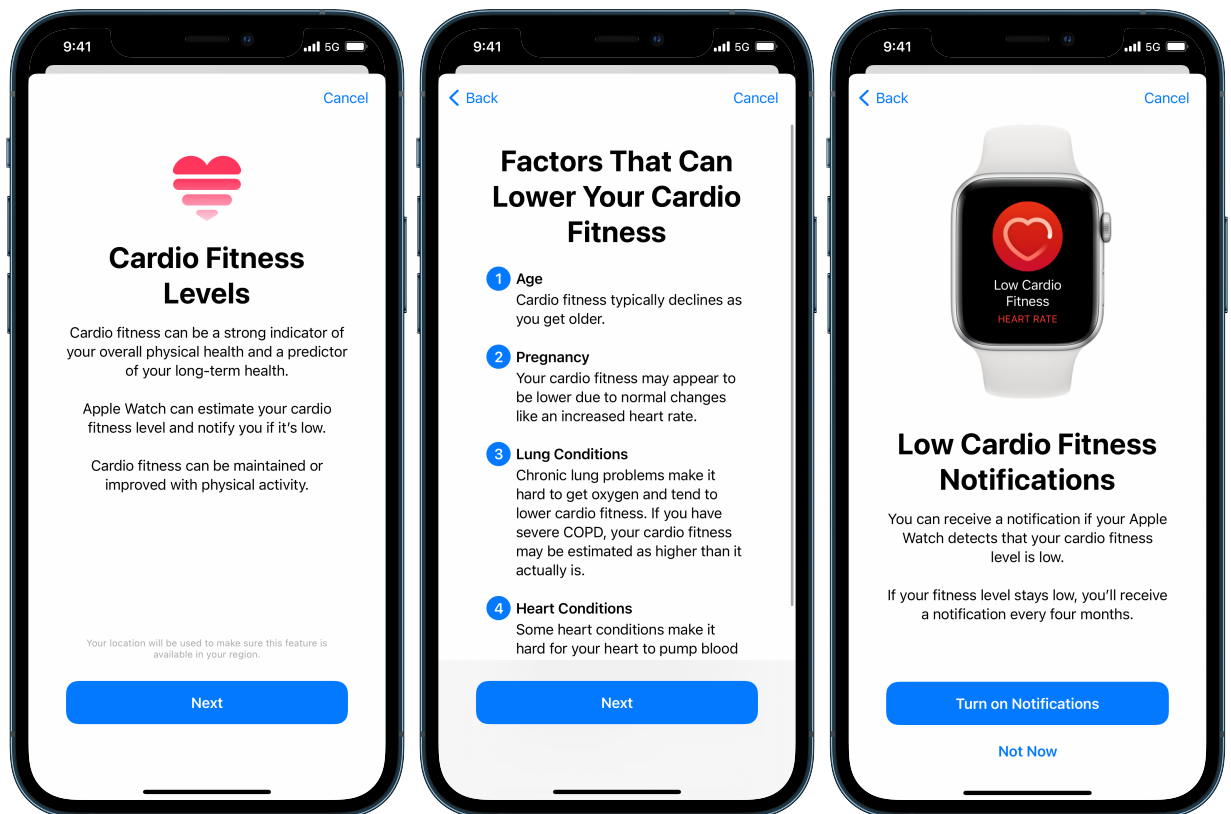 9:41
5G
Cancel
Cardio Fitness
Levels
Cardio fitness can be a strong indicator of
your overall physical health and a predictor
of your long-term health.
Apple Watch can estimate your cardio
fitness level and notify you if it’s low.
Cardio fitness can be maintained or
improved with physical activity.
Your location will be used to make sure this feature is
available in your region.
Next
9:41
5G
Back
Cancel
Factors That Can
Lower Your Cardio
Fitness
1 Age
Cardio fitness typically declines as
you get older.
2 Pregnancy
Your cardio fitness may appear to
be lower due to normal changes
like an increased heart rate.
3 Lung Conditions
Chronic lung problems make it
hard to get oxygen and tend to
lower cardio fitness. If you have
severe COPD, your cardio fitness
may be estimated as higher than it
actually is.
4 Heart Conditions
Some heart conditions make it
hard for your heart to pump blood
Next
9:41
5G
Back
Cancel
Low Cardio
Fitness
HEART RATE
Low Cardio Fitness
Notifications
You can receive a notification if your Apple
Watch detects that your cardio fitness
level is low.
If your fitness level stays low, you’ll receive
a notification every four months.
Turn on Notifications
Not Now